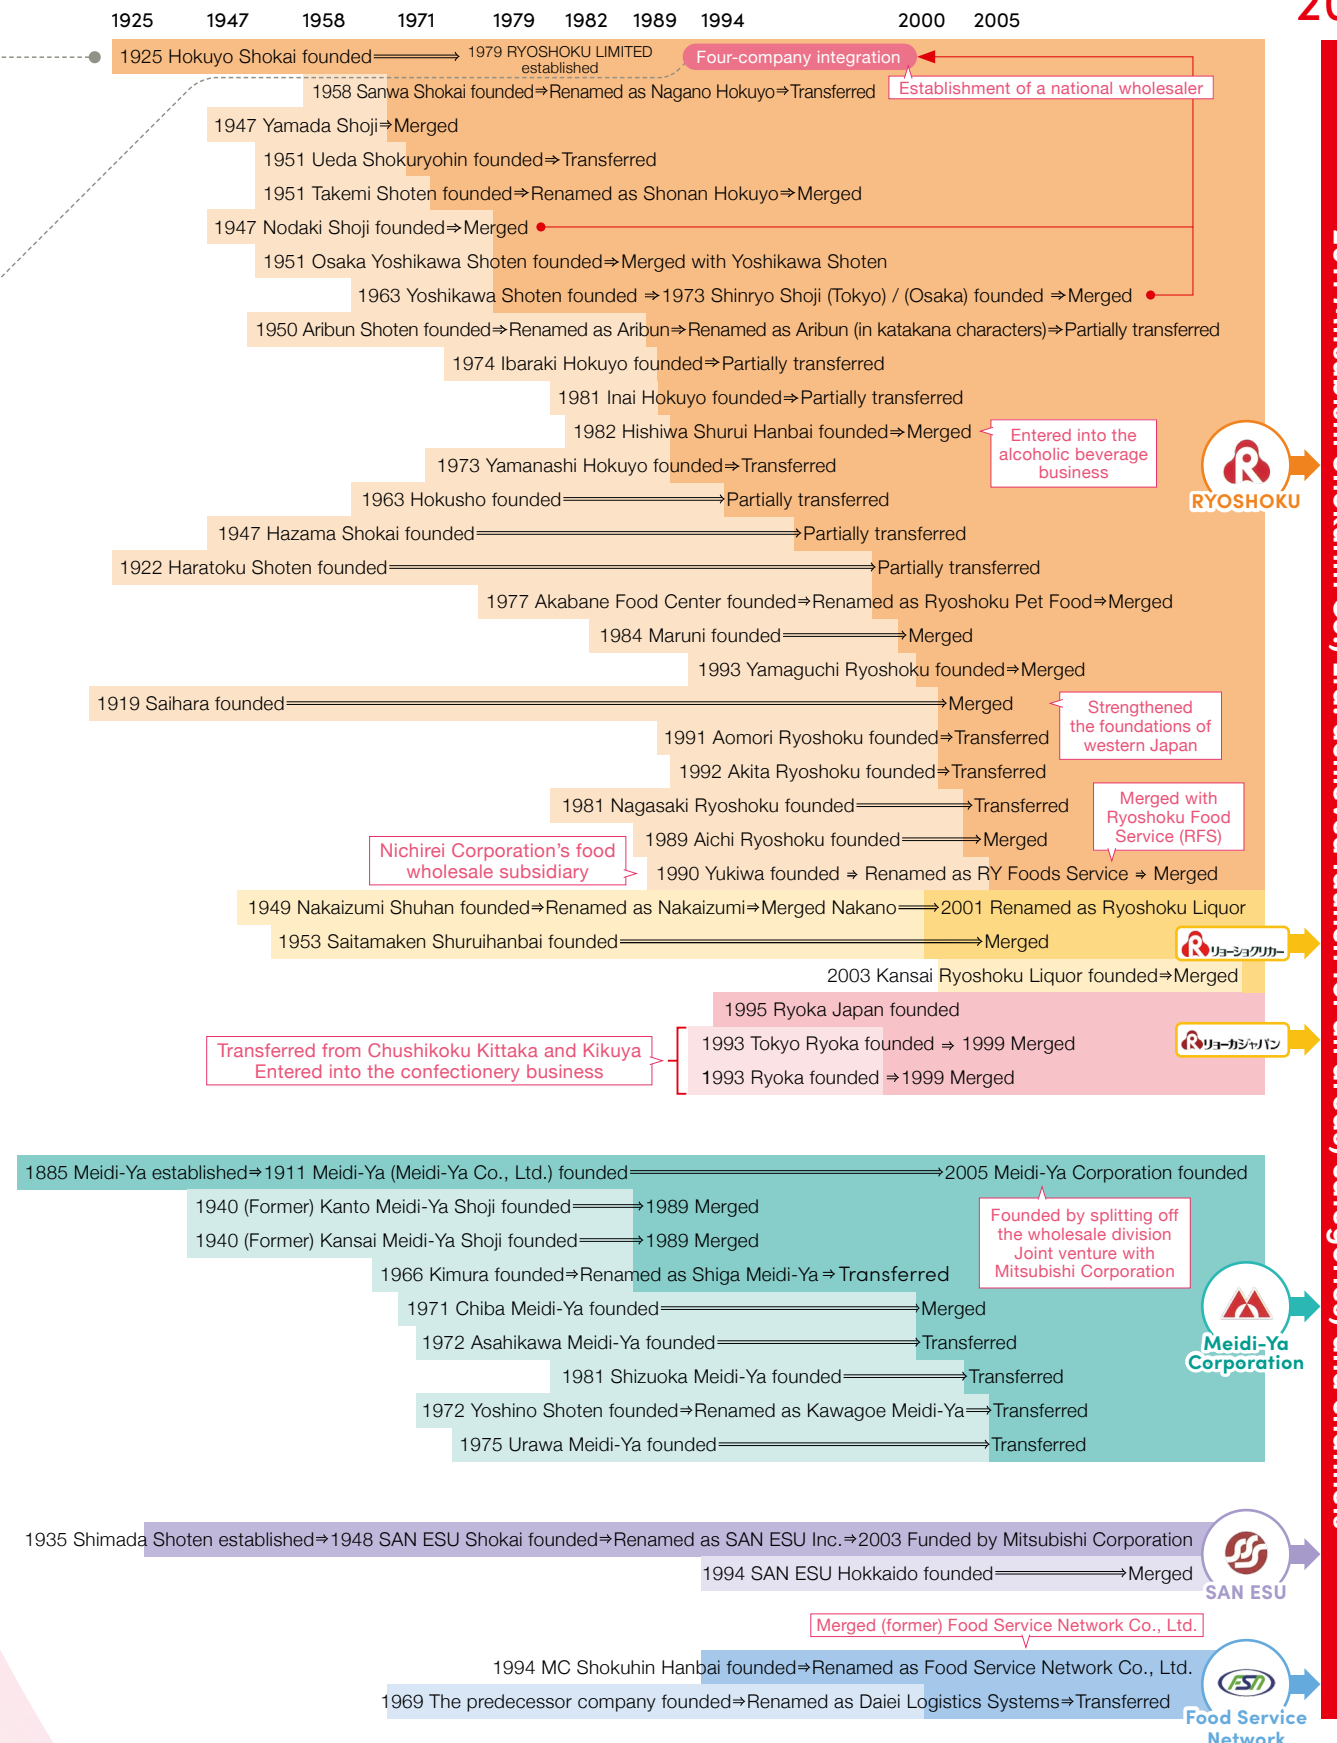 1925 1947 1958 1971 1979 1982 1989 1994 2000 2005
1925 Hokuyo Shokai founded⇒1979 RYOSHOKU LIMITED
established
Four-company integration
Establishment of a national wholesaler
1958 Sanwa Shokai founded⇒Renamed as Nagano Hokuyo⇒Transferred
1947 Yamada Shoji⇒Merged
1951 Ueda Shokuryohin founded⇒Transferred
1951 Takemi Shoten founded⇒Renamed as Shonan Hokuyo⇒Merged
1947 Nodaki Shoji founded⇒Merged
1951 Osaka Yoshikawa Shoten founded⇒Merged with Yoshikawa Shoten
1963 Yoshikawa Shoten founded ⇒1973 Shinryo Shoji (Tokyo) / (Osaka) founded ⇒Merged
1950 Aribun Shoten founded⇒Renamed as Aribun⇒Renamed as Aribun (in katakana characters)⇒Partially transferred
1974 Ibaraki Hokuyo founded⇒Partially transferred
1981 Inai Hokuyo founded⇒Partially transferred
1982 Hishiwa Shurui Hanbai founded⇒Merged
Entered into the
alcoholic beverage
business
1973 Yamanashi Hokuyo founded⇒Transferred
1963 Hokusho founded⇒Partially transferred
RYOSHOKU
1947 Hazama Shokai founded⇒Partially transferred
1922 Haratoku Shoten founded⇒Partially transferred
1977 Akabane Food Center founded⇒Renamed as Ryoshoku Pet Food⇒Merged
1984 Maruni founded⇒Merged
1993 Yamaguchi Ryoshoku founded⇒Merged
1919 Saihara founded⇒Merged
Strengthened
the foundations of
western Japan
1991 Aomori Ryoshoku founded⇒Transferred
1992 Akita Ryoshoku founded⇒Transferred
1981 Nagasaki Ryoshoku founded⇒Transferred
Merged with
Ryoshoku Food
Service (RFS)
1989 Aichi Ryoshoku founded⇒Merged
Nichirei Corporation's food
wholesale subsidiary
1990 Yukiwa founded ⇒ Renamed as RY Foods Service ⇒ Merged
1949 Nakaizumi Shuhan founded⇒Renamed as Nakaizumi⇒Merged Nakano⇒2001 Renamed as Ryoshoku Liquor
1953 Saitamaken Shuruihanbai founded⇒Merged
リョーショクリカー
2003 Kansai Ryoshoku Liquor founded⇒Merged
1995 Ryoka Japan founded
Transferred from Chushikoku Kittaka and Kikuya
Entered into the confectionery business
1993 Tokyo Ryoka founded ⇒ 1999 Merged
リョーカジャパン
1993 Ryoka founded ⇒1999 Merged
1885 Meidi-Ya established⇒1911 Meidi-Ya (Meidi-Ya Co., Ltd.) founded⇒2005 Meidi-Ya Corporation founded
1940 (Former) Kanto Meidi-Ya Shoji founded⇒1989 Merged
1940 (Former) Kansai Meidi-Ya Shoji founded⇒1989 Merged
Founded by splitting off
the wholesale division
Joint venture with
Mitsubishi Corporation
1966 Kimura founded⇒Renamed as Shiga Meidi-Ya⇒Transferred
1971 Chiba Meidi-Ya founded⇒Merged
1972 Asahikawa Meidi-Ya founded⇒Transferred
Meidi-Ya
Corporation
1981 Shizuoka Meidi-Ya founded⇒Transferred
1972 Yoshino Shoten founded⇒Renamed as Kawagoe Meidi-Ya⇒Transferred
1975 Urawa Meidi-Ya founded⇒Transferred
1935 Shimada Shoten established⇒1948 SAN ESU Shokai founded⇒Renamed as SAN ESU Inc.⇒2003 Funded by Mitsubishi Corporation
1994 SAN ESU Hokkaido founded⇒Merged
SAN ESU
Merged (former) Food Service Network Co., Ltd.
1994 MC Shokuhin Hanbai founded⇒Renamed as Food Service Network Co., Ltd.
1969 The predecessor company founded⇒Renamed as Daiei Logistics Systems⇒Transferred
FSN
Food Service
Network